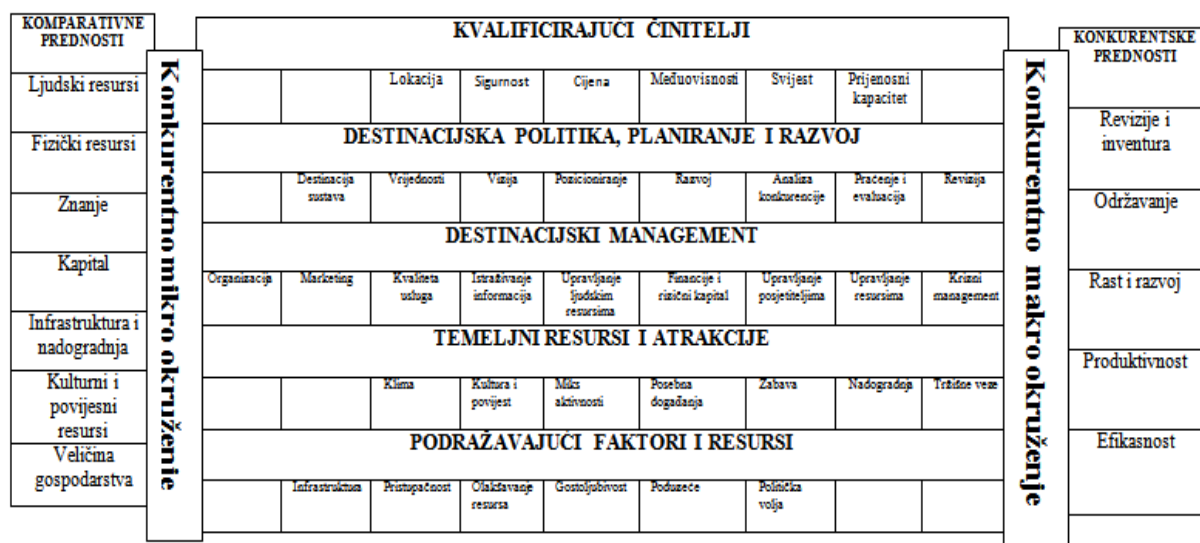 KOMPARATIVNE
PREDNOSTI
Ljudski resursi
Fizički resursi
Znanje
Kapital
Infrastruktura i
nadogradnja
Kulturni i
povijesni
resursi
Veličina
gospodarstva
Konkurentno mikro okruženje
KVALIFICIRAJUĆI ČINITELJI
Lokacija
Sigurnost
Cijena
Međuovisnosti
Svijest
Prijenosni
kapacitet
DESTINACIJSKA POLITIKA, PLANIRANJE I RAZVOJ
Destinacija
sustava
Vrijednosti
Vizija
Pozicioniranje
Razvoj
Analiza
konkurencije
Praćenje i
evaluacija
Revizija
DESTINACIJSKI MANAGEMENT
Organizacija
Marketing
Kvaliteta
usluga
Istraživanje
informacija
Upravljanje
ljudskim
resursima
Financije i
rizični kapital
Upravljanje
posjetiteljima
Upravljanje
resursima
Krizni
management
TEMELJNI RESURSI I ATRAKCIJE
Klima
Kultura i
povijest
Miks
aktivnosti
Posebna
događanja
Zabava
Nadogradnja
Tržišne veze
PODRAŽAVAJUĆI FAKTORI I RESURSI
Infrastruktura
Pristupačnost
Olakšavanje
resursa
Gostoljubivost
Poduzeće
Politička
volja
Konkurentno makro okruženje
KONKURENTSKE
PREDNOSTI
Revizije i
inventura
Održavanje
Rast i razvoj
Produktivnost
Efikasnost